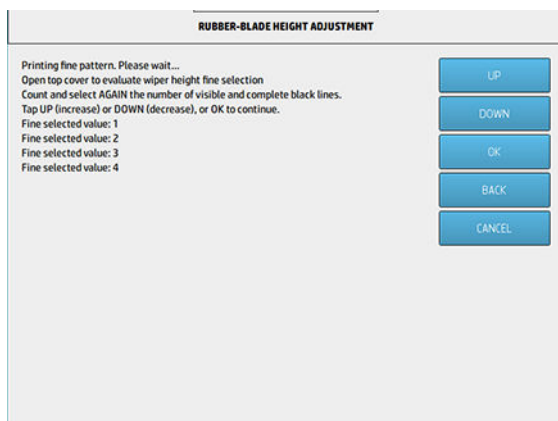 RUBBER-BLADE HEIGHT ADJUSTMENT
Printing fine pattern. Please wait...
Open top cover to evaluate wiper height fine selection
Count and select AGAIN the number of visible and complete black lines.
Tap UP (increase) or DOWN (decrease), or OK to continue.
Fine selected value: 1
Fine selected value: 2
Fine selected value: 3
Fine selected value: 4
UP
DOWN
OK
BACK
CANCEL